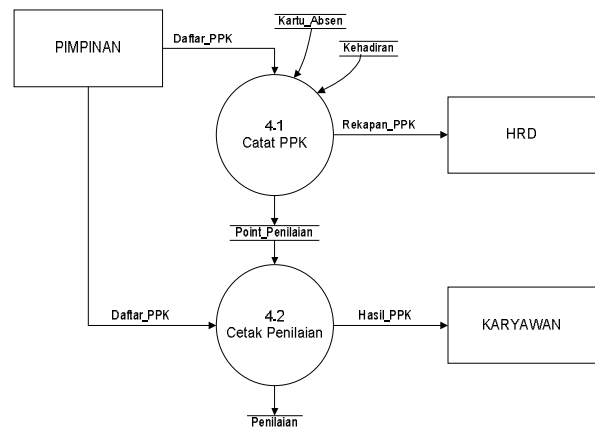 Kartu_Absen
Daftar_PPK
PIMPINAN
Kehadiran
4.1
Catat PPK
Rekapan_PPK
HRD
Point_Penilaian
Daftar_PPK
4.2
Cetak Penilaian
Hasil_PPK
KARYAWAN
Penilaian